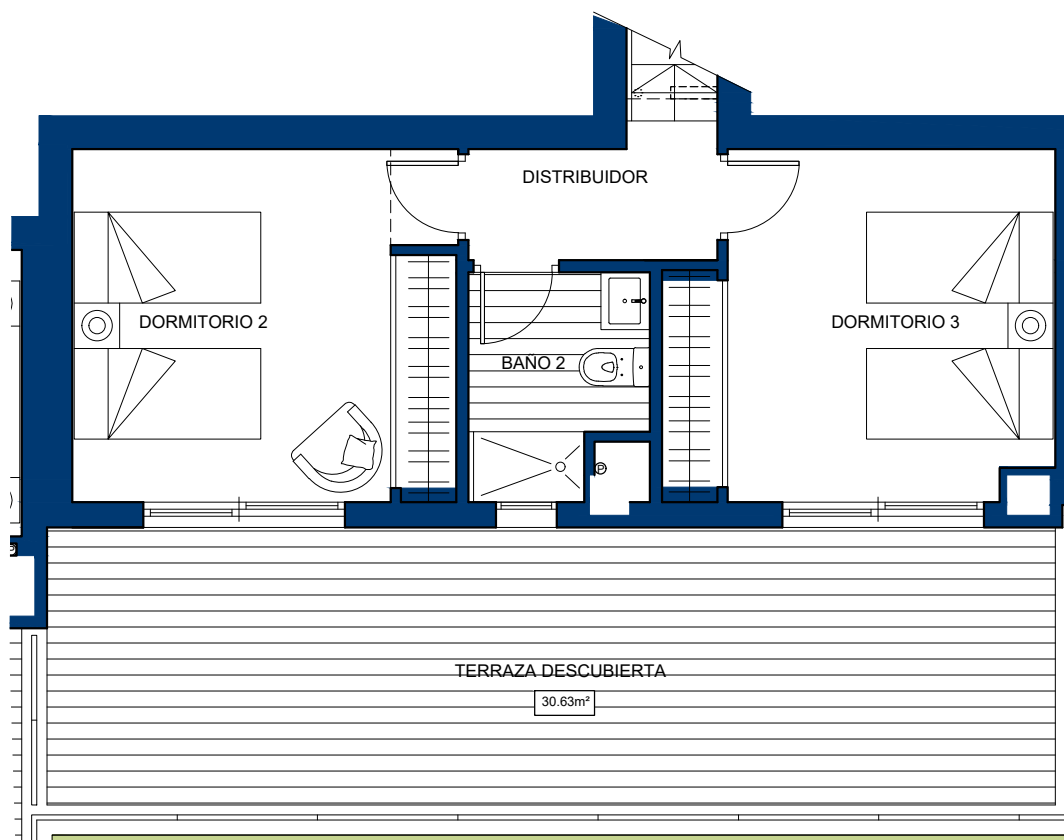 DISTRIBUIDOR
DORMITORIO 2
DORMITORIO 3
BAÑO 2
P
TERRAZA DESCUBIERTA
30.63m²